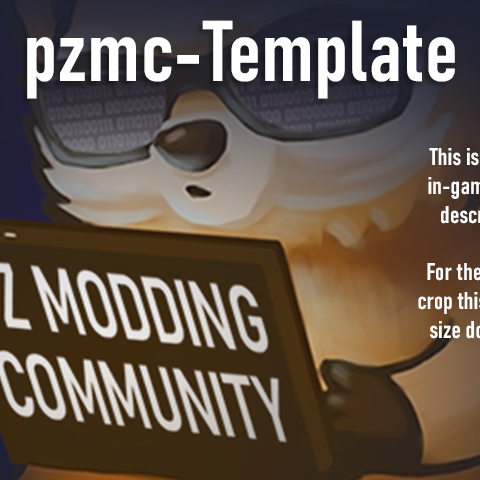 pzmc-Template
This is
in-gam
descr
For the
crop this
size do
Z MODDING
COMMUNITY